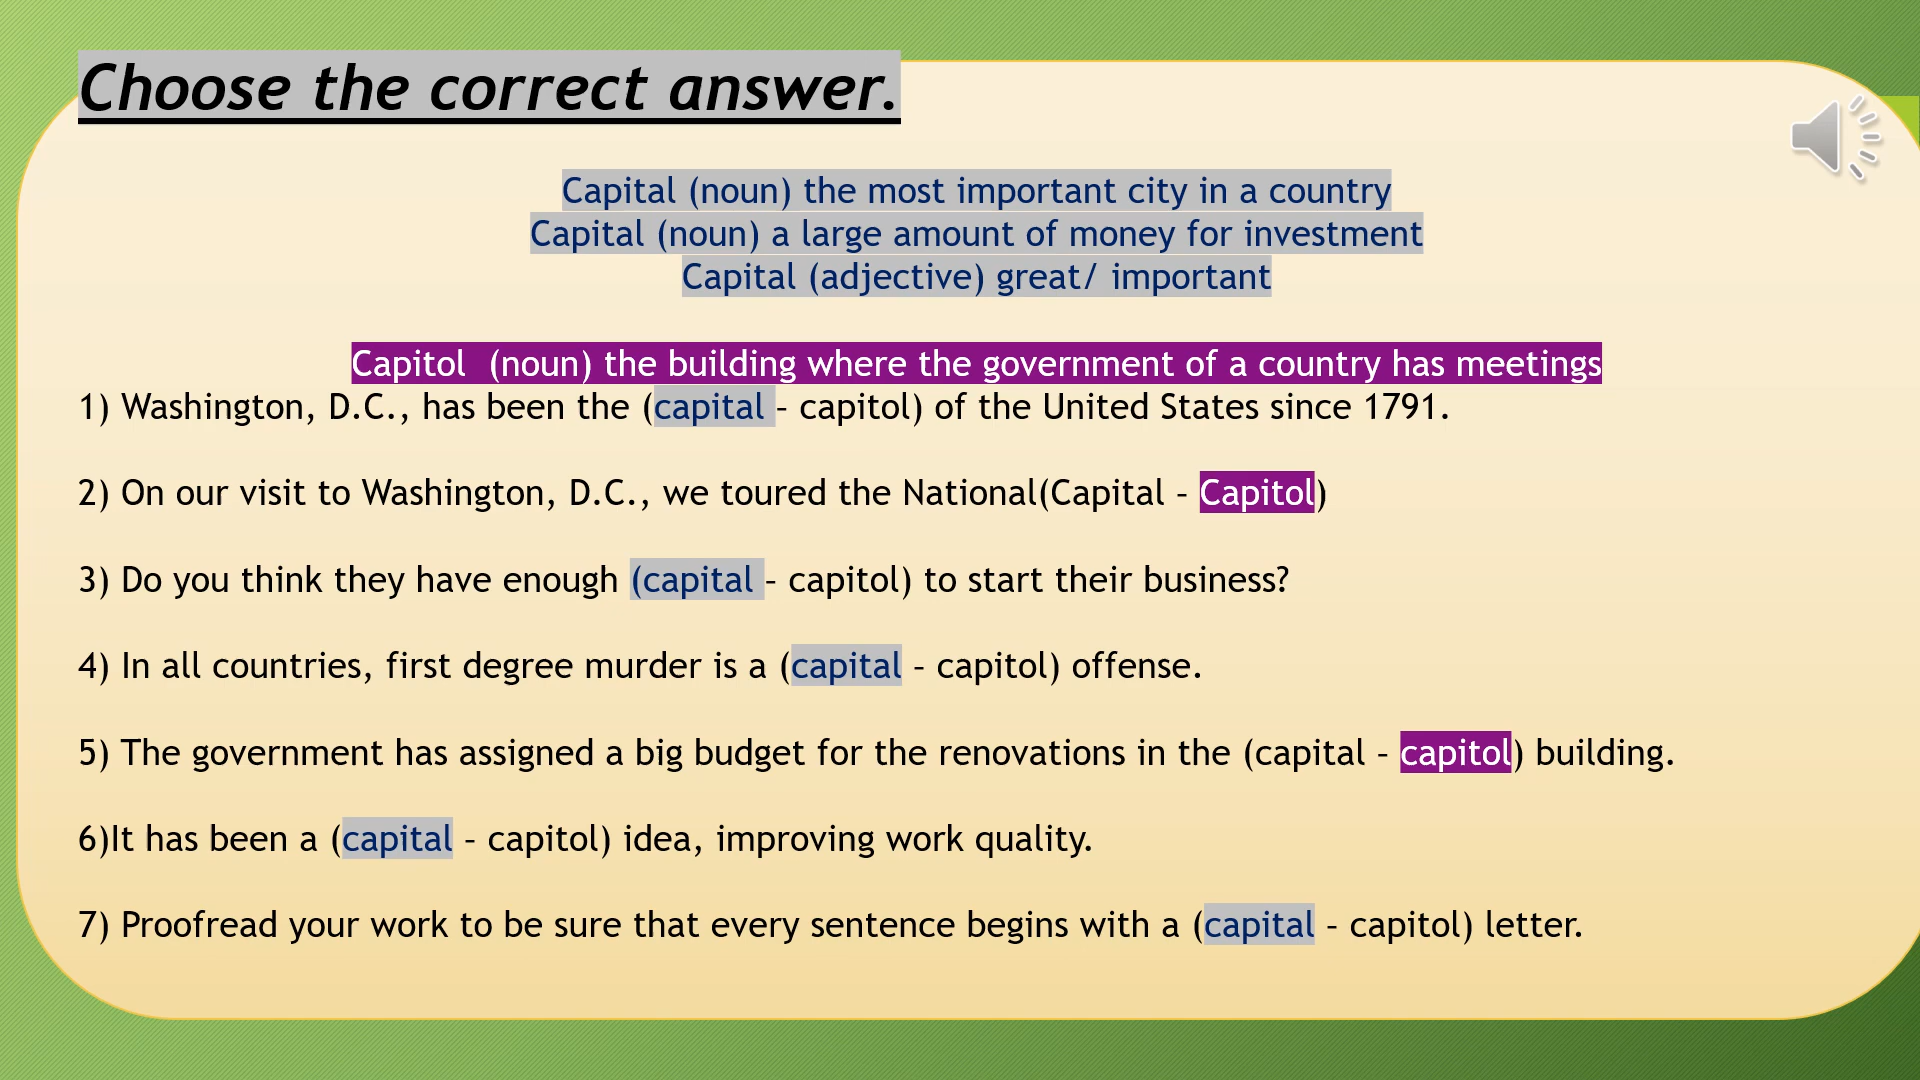 Choose the correct answer.
Capital (noun) the most important city in a country
Capital (noun) a large amount of money for investment
Capital (adjective) great/ important
Capitol  (noun) the building where the government of a country has meetings
1) Washington, D.C., has been the (capital – capitol) of the United States since 1791.
2) On our visit to Washington, D.C., we toured the National(Capital – Capitol)
3) Do you think they have enough (capital – capitol) to start their business?
4) In all countries, first degree murder is a (capital – capitol) offense.
5) The government has assigned a big budget for the renovations in the (capital – capitol) building.
6)It has been a (capital – capitol) idea, improving work quality.
7) Proofread your work to be sure that every sentence begins with a (capital – capitol) letter.